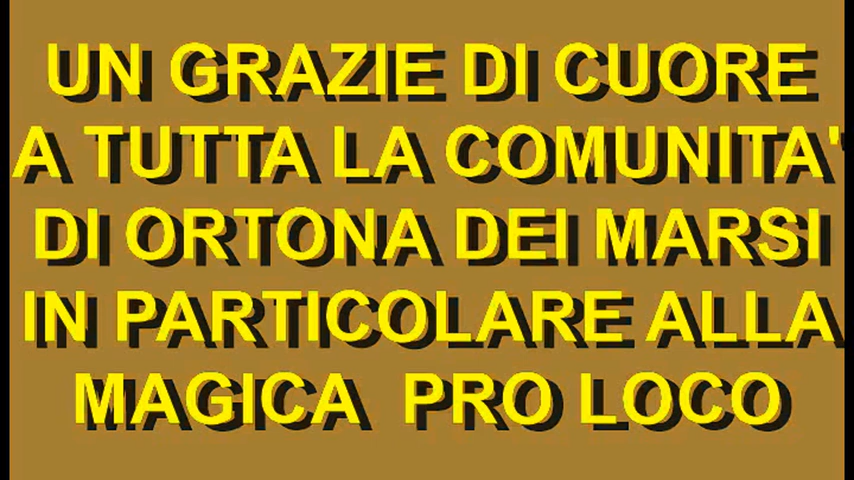 UN GRAZIE DI CUORE
A TUTTA LA COMUNITA'
DI ORTONA DEI MARSI
IN PARTICOLARE ALLA
MAGICA PRO LOCO